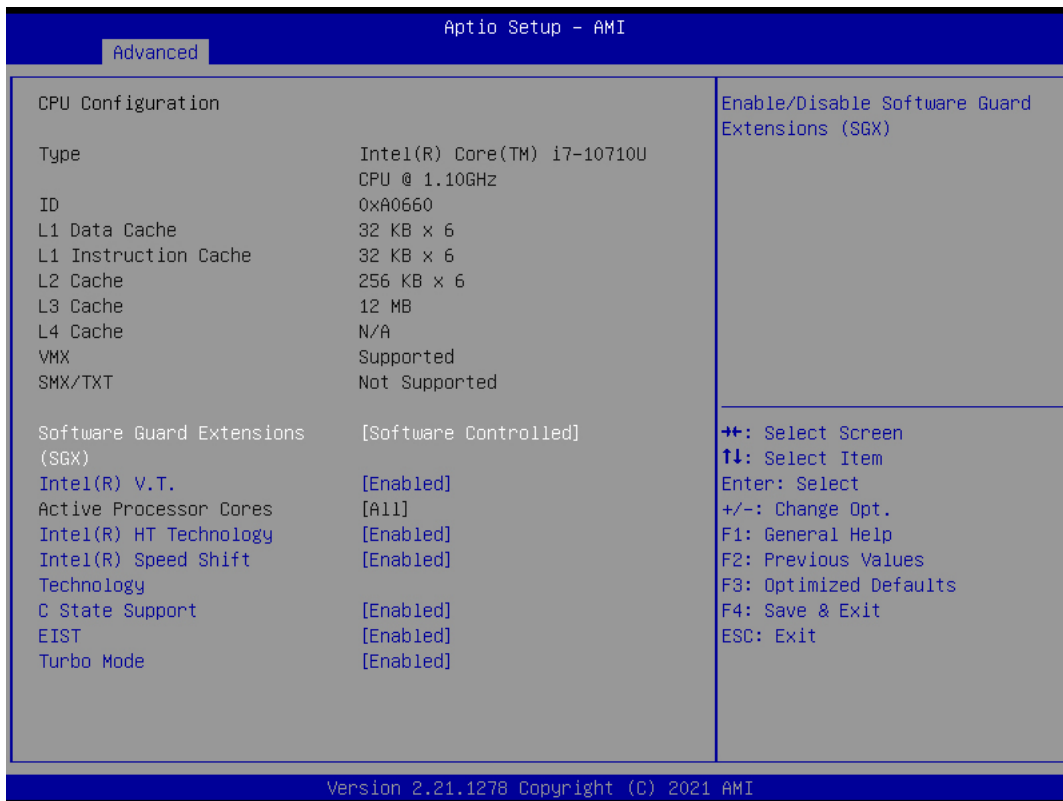 Aptio Setup – AMI
Advanced
CPU Configuration
Type Intel(R) Core(TM) i7-10710U
CPU @ 1.10GHz
ID 0xA0660
L1 Data Cache 32 KB x 6
L1 Instruction Cache 32 KB x 6
L2 Cache 256 KB x 6
L3 Cache 12 MB
L4 Cache N/A
VMX Supported
SMX/TXT Not Supported
Software Guard Extensions [Software Controlled]
(SGX)
Intel(R) V.T. [Enabled]
Active Processor Cores [All]
Intel(R) HT Technology [Enabled]
Intel(R) Speed Shift [Enabled]
Technology
C State Support [Enabled]
EIST [Enabled]
Turbo Mode [Enabled]
Enable/Disable Software Guard
Extensions (SGX)
→←: Select Screen
↑↓: Select Item
Enter: Select
+/-: Change Opt.
F1: General Help
F2: Previous Values
F3: Optimized Defaults
F4: Save & Exit
ESC: Exit
Version 2.21.1278 Copyright (C) 2021 AMI